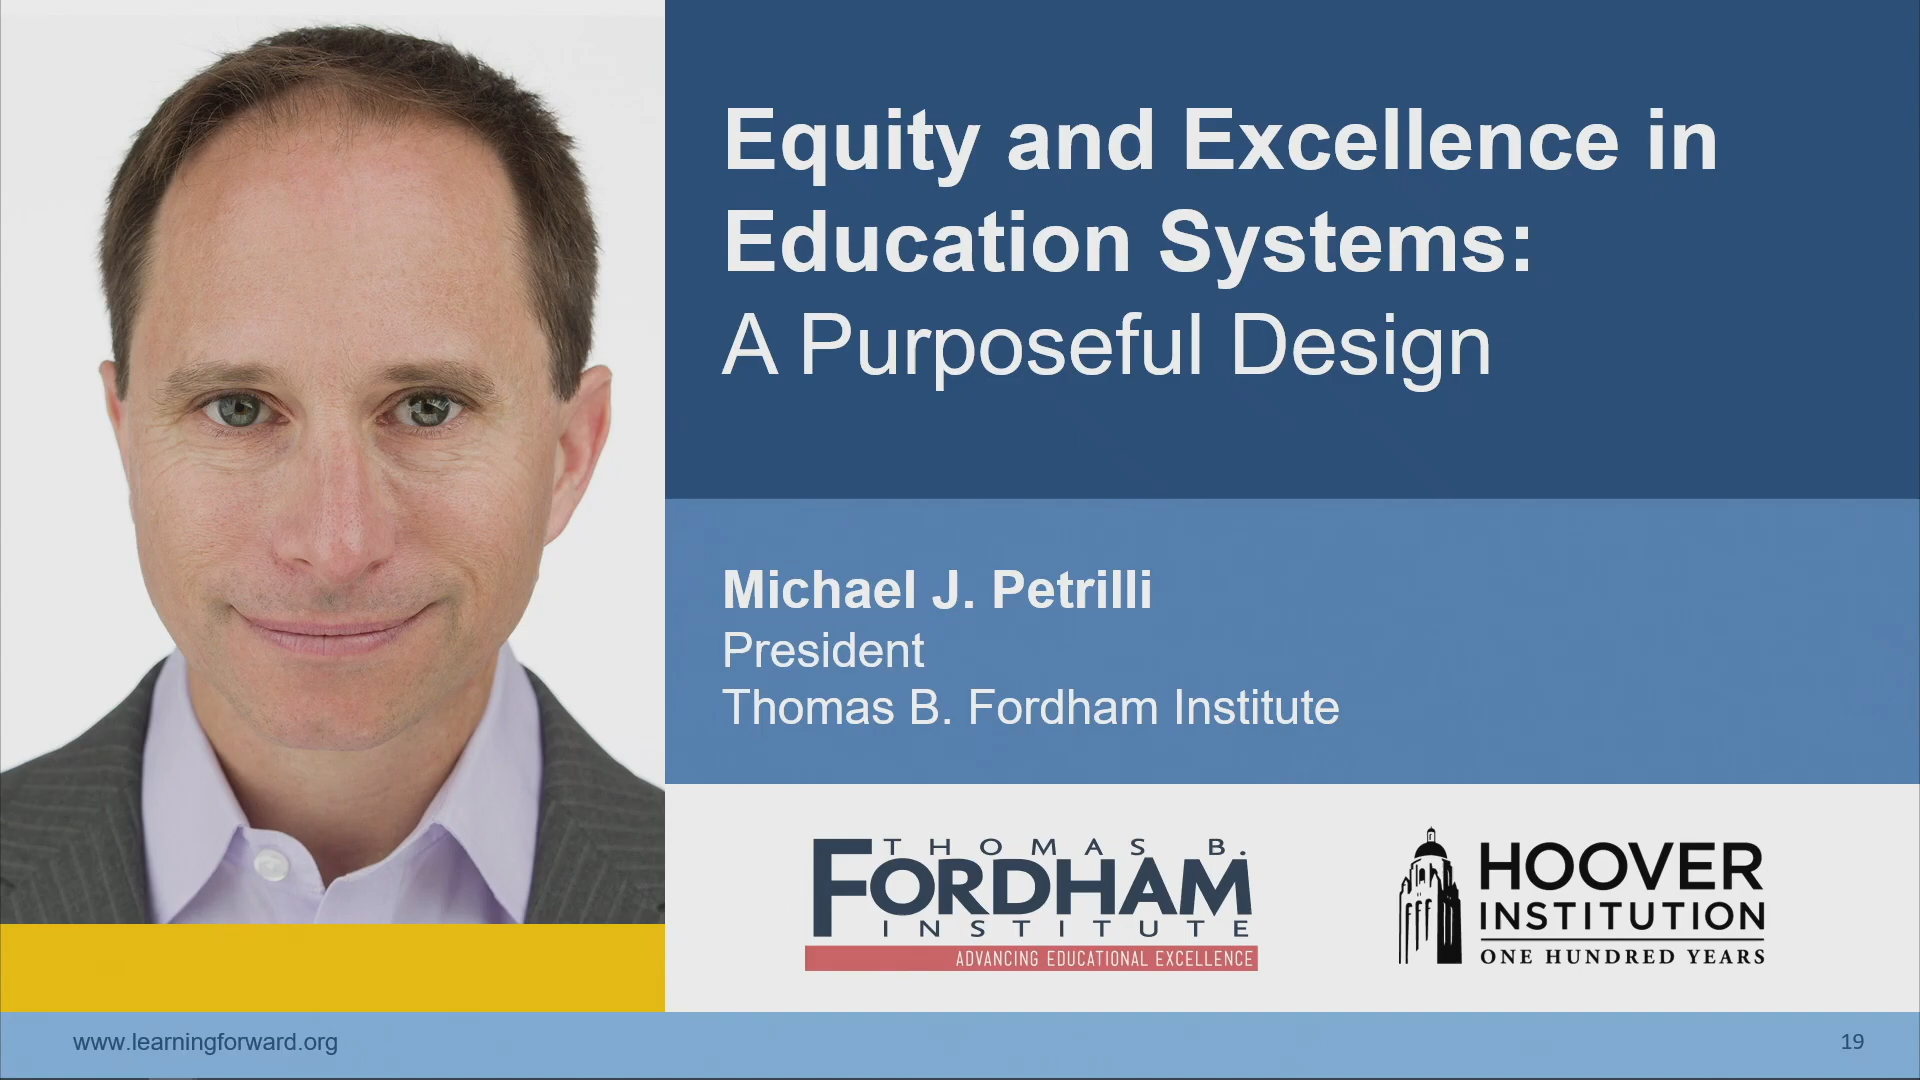 Equity and Excellence in
Education Systems:
A Purposeful Design
Michael J. Petrilli
President
Thomas B. Fordham Institute
THOMAS B.
FORDHAM
INSTITUTE
ADVANCING EDUCATIONAL EXCELLENCE
HOOVER
INSTITUTION
ONE HUNDRED YEARS
www.learningforward.org
19